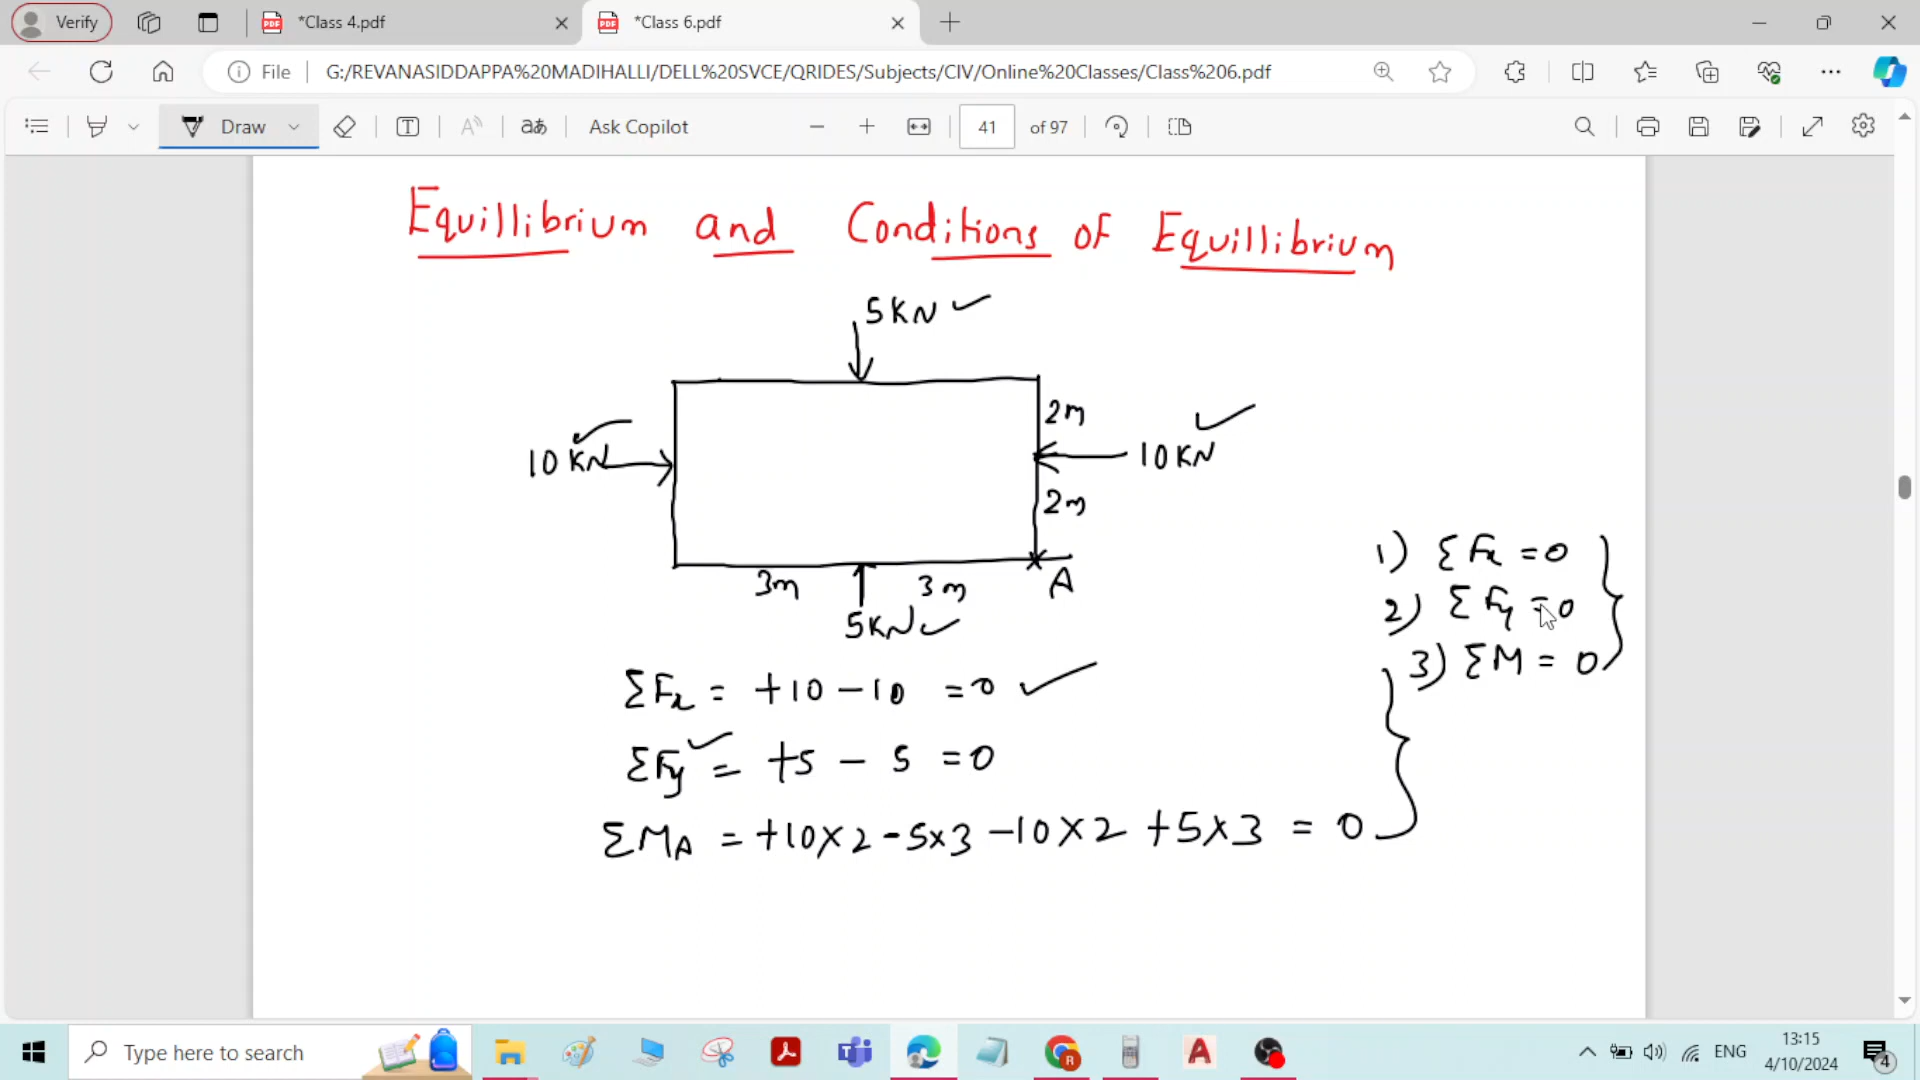 Verify
*Class 4.pdf
*Class 6.pdf
File
G:/REVANASIDDAPPA%20MADIHALLI/DELL%20SVCE/QRIDES/Subjects/CIV/Online%20Classes/Class%206.pdf
Draw
Ask Copilot
41 of 97
Equillibrium and Conditions of Equillibrium
5KN
10 KN
10KN
2m
2m
3m
3m
A
5KN
1) ΣFx = 0
2) ΣFy = 0
3) ΣM = 0
ΣFx = +10 - 10 = 0
ΣFy = +5 - 5 = 0
ΣMA = +10×2 - 5×3 - 10×2 + 5×3 = 0
Type here to search
ENG
13:15
4/10/2024
4